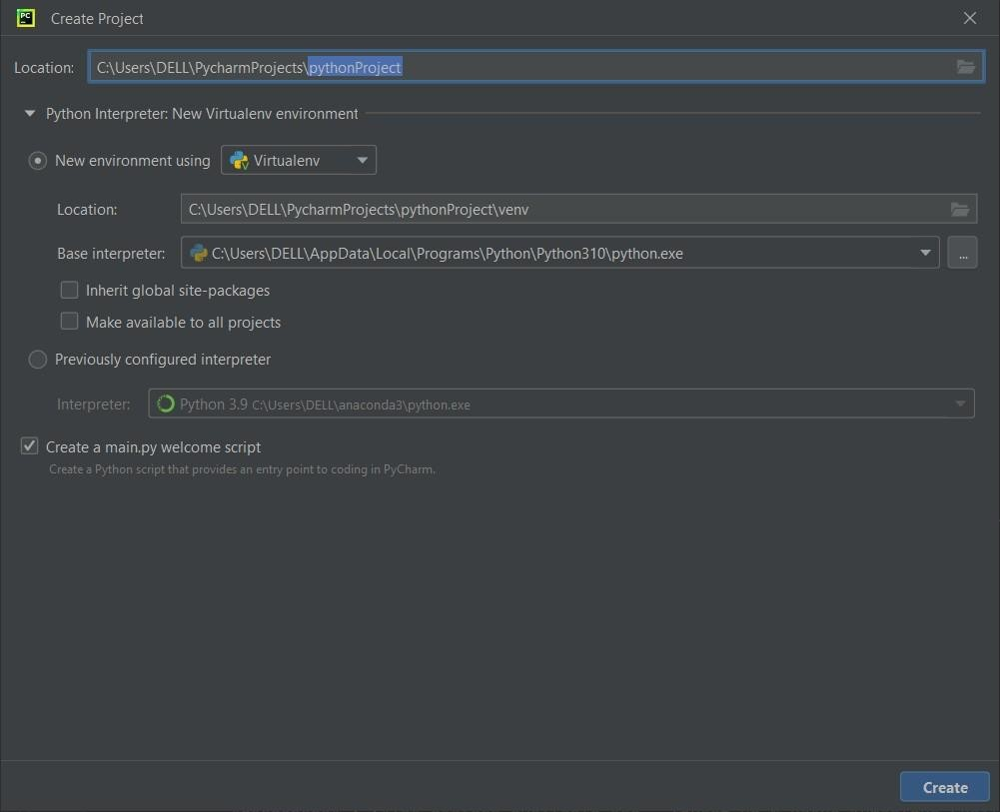 PC
Create Project
Location: C:\Users\DELL\PycharmProjects\pythonProject
Python Interpreter: New Virtualenv environment
New environment using Virtualenv
Location: C:\Users\DELL\PycharmProjects\pythonProject\venv
Base interpreter: C:\Users\DELL\AppData\Local\Programs\Python\Python310\python.exe ...
Inherit global site-packages
Make available to all projects
Previously configured interpreter
Interpreter: Python 3.9 C:\Users\DELL\anaconda3\python.exe
Create a main.py welcome script
Create a Python script that provides an entry point to coding in PyCharm.
Create